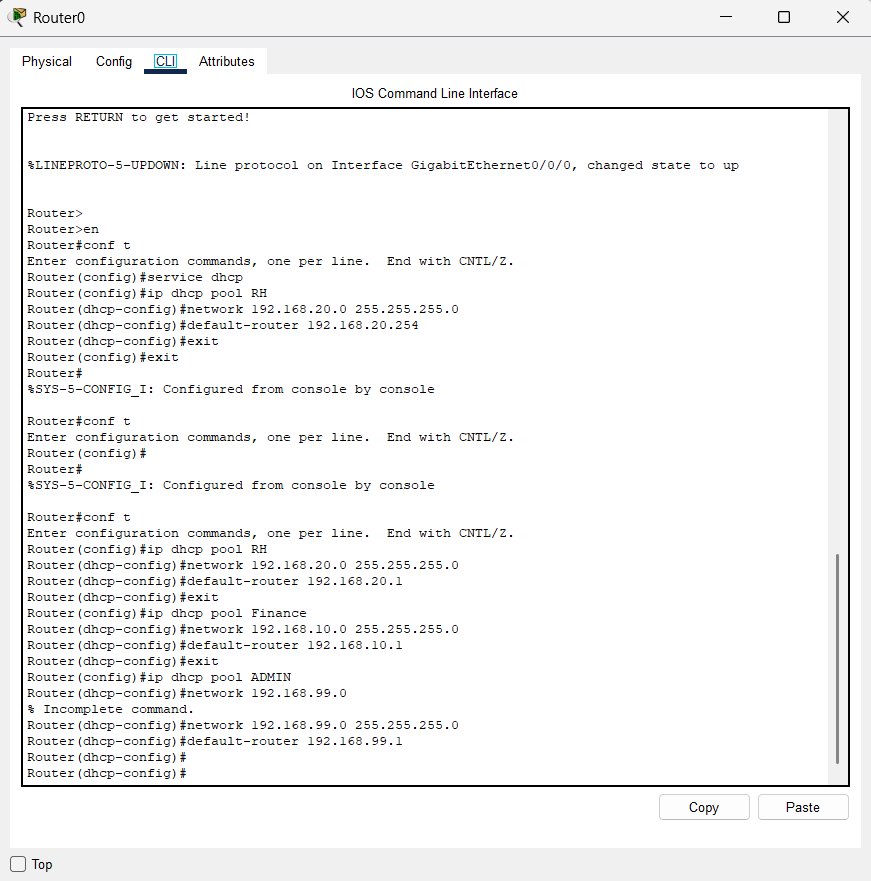 Router0
Physical Config CLI Attributes
IOS Command Line Interface
Press RETURN to get started!
%LINEPROTO-5-UPDOWN: Line protocol on Interface GigabitEthernet0/0/0, changed state to up
Router>
Router>en
Router#conf t
Enter configuration commands, one per line.  End with CNTL/Z.
Router(config)#service dhcp
Router(config)#ip dhcp pool RH
Router(dhcp-config)#network 192.168.20.0 255.255.255.0
Router(dhcp-config)#default-router 192.168.20.254
Router(dhcp-config)#exit
Router(config)#exit
Router#
%SYS-5-CONFIG_I: Configured from console by console
Router#conf t
Enter configuration commands, one per line.  End with CNTL/Z.
Router(config)#
Router#
%SYS-5-CONFIG_I: Configured from console by console
Router#conf t
Enter configuration commands, one per line.  End with CNTL/Z.
Router(config)#ip dhcp pool RH
Router(dhcp-config)#network 192.168.20.0 255.255.255.0
Router(dhcp-config)#default-router 192.168.20.1
Router(dhcp-config)#exit
Router(config)#ip dhcp pool Finance
Router(dhcp-config)#network 192.168.10.0 255.255.255.0
Router(dhcp-config)#default-router 192.168.10.1
Router(dhcp-config)#exit
Router(config)#ip dhcp pool ADMIN
Router(dhcp-config)#network 192.168.99.0
% Incomplete command.
Router(dhcp-config)#network 192.168.99.0 255.255.255.0
Router(dhcp-config)#default-router 192.168.99.1
Router(dhcp-config)#
Router(dhcp-config)#
Copy Paste
Top